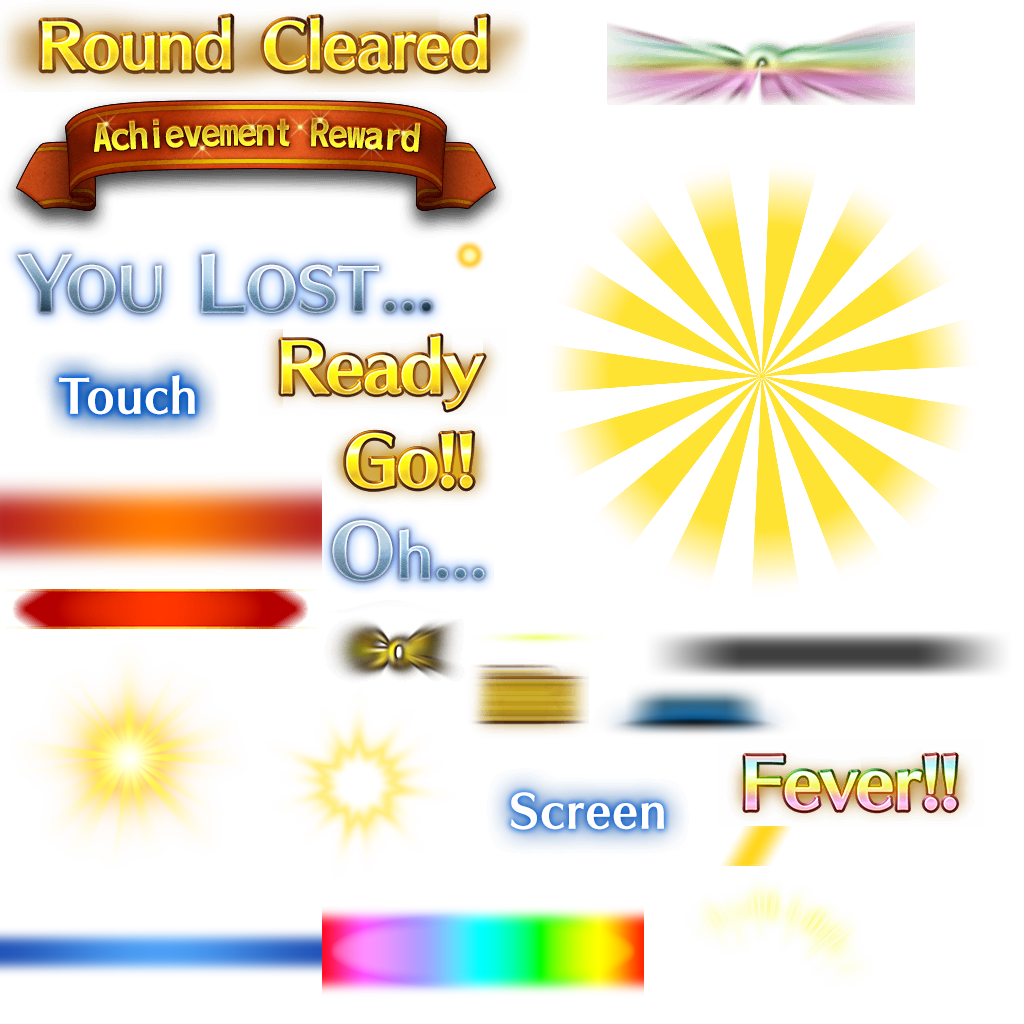 Round Cleared
Achievement Reward
You Lost...
Ready
Touch
Go!!
Oh...
Fever!!
Screen